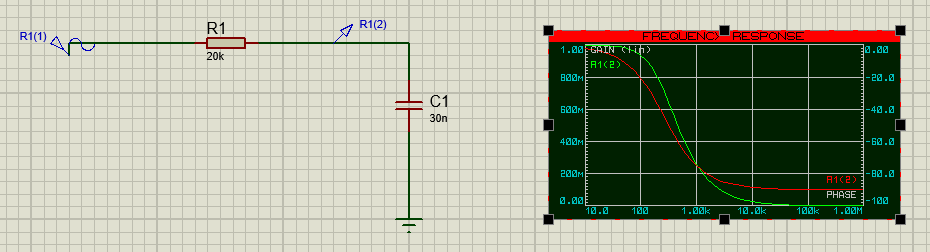 R1(1)
R1
20k
R1(2)
C1
30n
FREQUENCY RESPONSE
1.00
GAIN (lin)
0.00
R1(2)
800m
-20.0
600m
-40.0
400m
-60.0
200m
-80.0
R1(2)
PHASE
0.00
-100
10.0
100
1.00k
10.0k
100k
1.00M